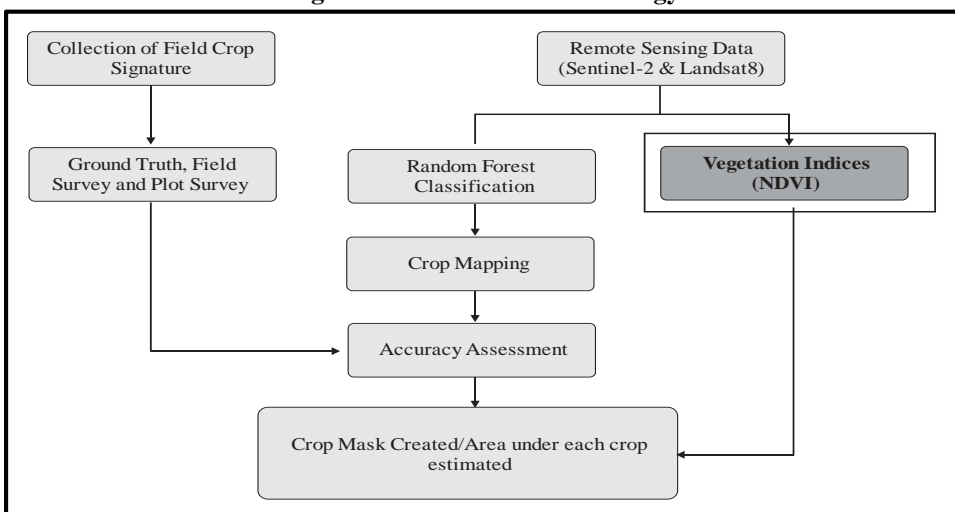 Collection of Field Crop
Signature
Remote Sensing Data
(Sentinel-2 & Landsat8)
Ground Truth, Field
Survey and Plot Survey
Random Forest
Classification
Vegetation Indices
(NDVI)
Crop Mapping
Accuracy Assessment
Crop Mask Created/Area under each crop
estimated